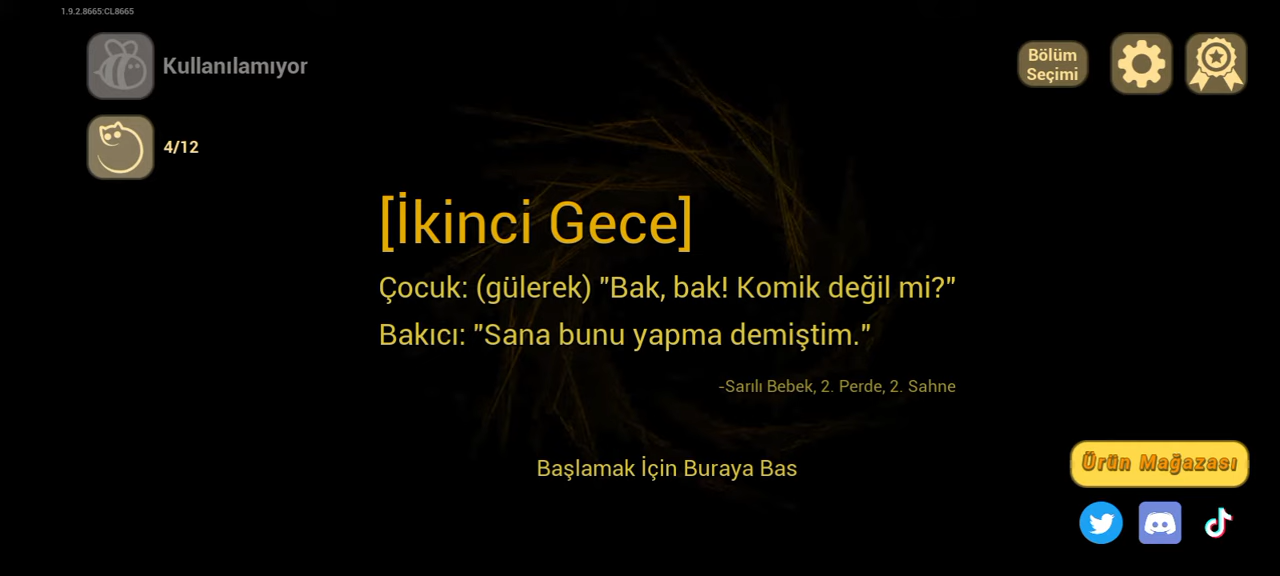 1.9.2.8665:CL8665
Kullanılamıyor
Bölüm
Seçimi
4/12
[İkinci Gece]
Çocuk: (gülerek) "Bak, bak! Komik değil mi?"
Bakıcı: "Sana bunu yapma demiştim."
-Sarılı Bebek, 2. Perde, 2. Sahne
Başlamak İçin Buraya Bas
Ürün Mağazası